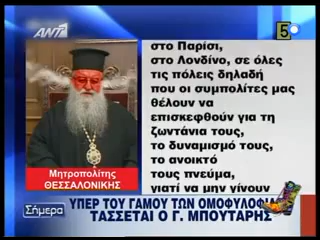 ΑΝΤ1
5
στο Παρίσι,
στο Λονδίνο, σε όλες
τις πόλεις δηλαδή
που οι συμπολίτες μας
θέλουν να
επισκεφθούν για τη
ζωντάνια τους,
το δυναμισμό τους,
το ανοικτό
τους πνεύμα,
γιατί να μην γίνουν
Μητροπολίτης
ΘΕΣΣΑΛΟΝΙΚΗΣ
Σήμερα
ΥΠΕΡ ΤΟΥ ΓΑΜΟΥ ΤΩΝ
ΤΑΣΣΕΤΑΙ Ο Γ. ΜΠΟΥΤΑΡΗΣ